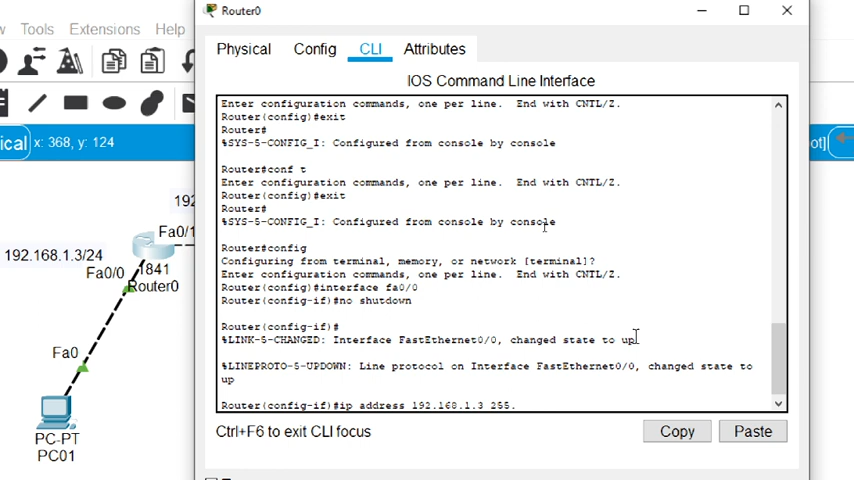 Router0
Tools Extensions Help
Physical Config CLI Attributes
IOS Command Line Interface
Enter configuration commands, one per line. End with CNTL/Z.
Router(config)#exit
Router#
%SYS-5-CONFIG_I: Configured from console by console
Router#conf t
Enter configuration commands, one per line. End with CNTL/Z.
Router(config)#exit
Router#
%SYS-5-CONFIG_I: Configured from console by console
Router#config
Configuring from terminal, memory, or network [terminal]?
Enter configuration commands, one per line. End with CNTL/Z.
Router(config)#interface fa0/0
Router(config-if)#no shutdown
Router(config-if)#
%LINK-5-CHANGED: Interface FastEthernet0/0, changed state to up
%LINEPROTO-5-UPDOWN: Line protocol on Interface FastEthernet0/0, changed state to
up
Router(config-if)#ip address 192.168.1.3 255.
Ctrl+F6 to exit CLI focus
Copy Paste
ical x: 368, y: 124
ot]
192
Fa0/1
192.168.1.3/24
Fa0/0
1841
Router0
Fa0
PC-PT
PC01